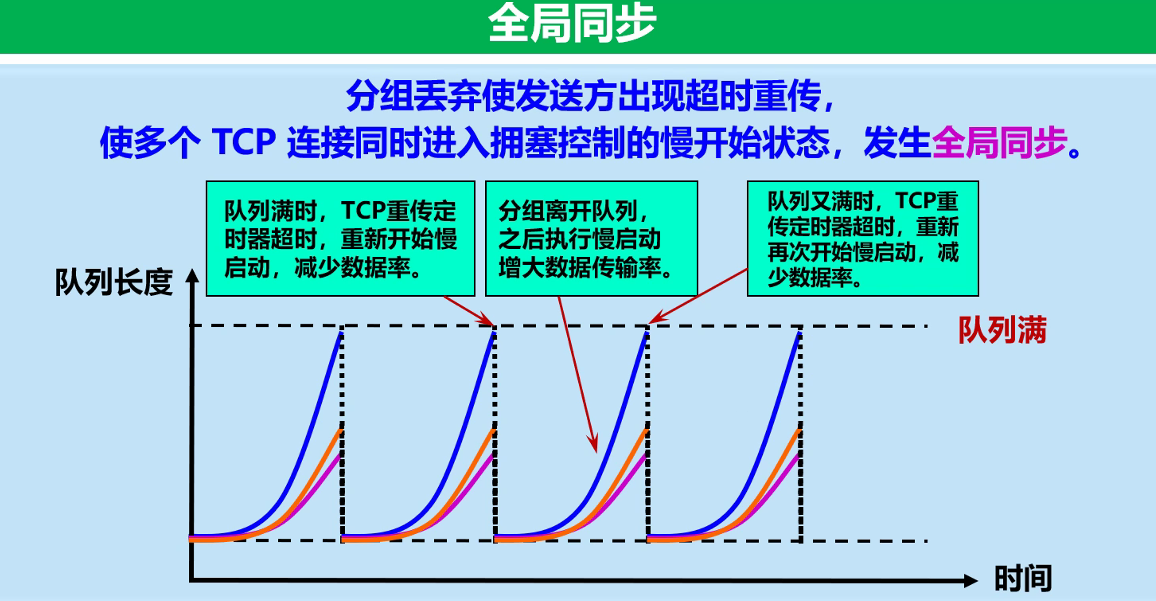 全局同步
分组丢弃使发送方出现超时重传，
使多个 TCP 连接同时进入拥塞控制的慢开始状态，发生全局同步。
队列满时，TCP重传定
时器超时，重新开始慢
启动，减少数据率。
分组离开队列，
之后执行慢启动
增大数据传输率。
队列又满时，TCP重
传定时器超时，重新
再次开始慢启动，减
少数据率。
队列长度
队列满
时间